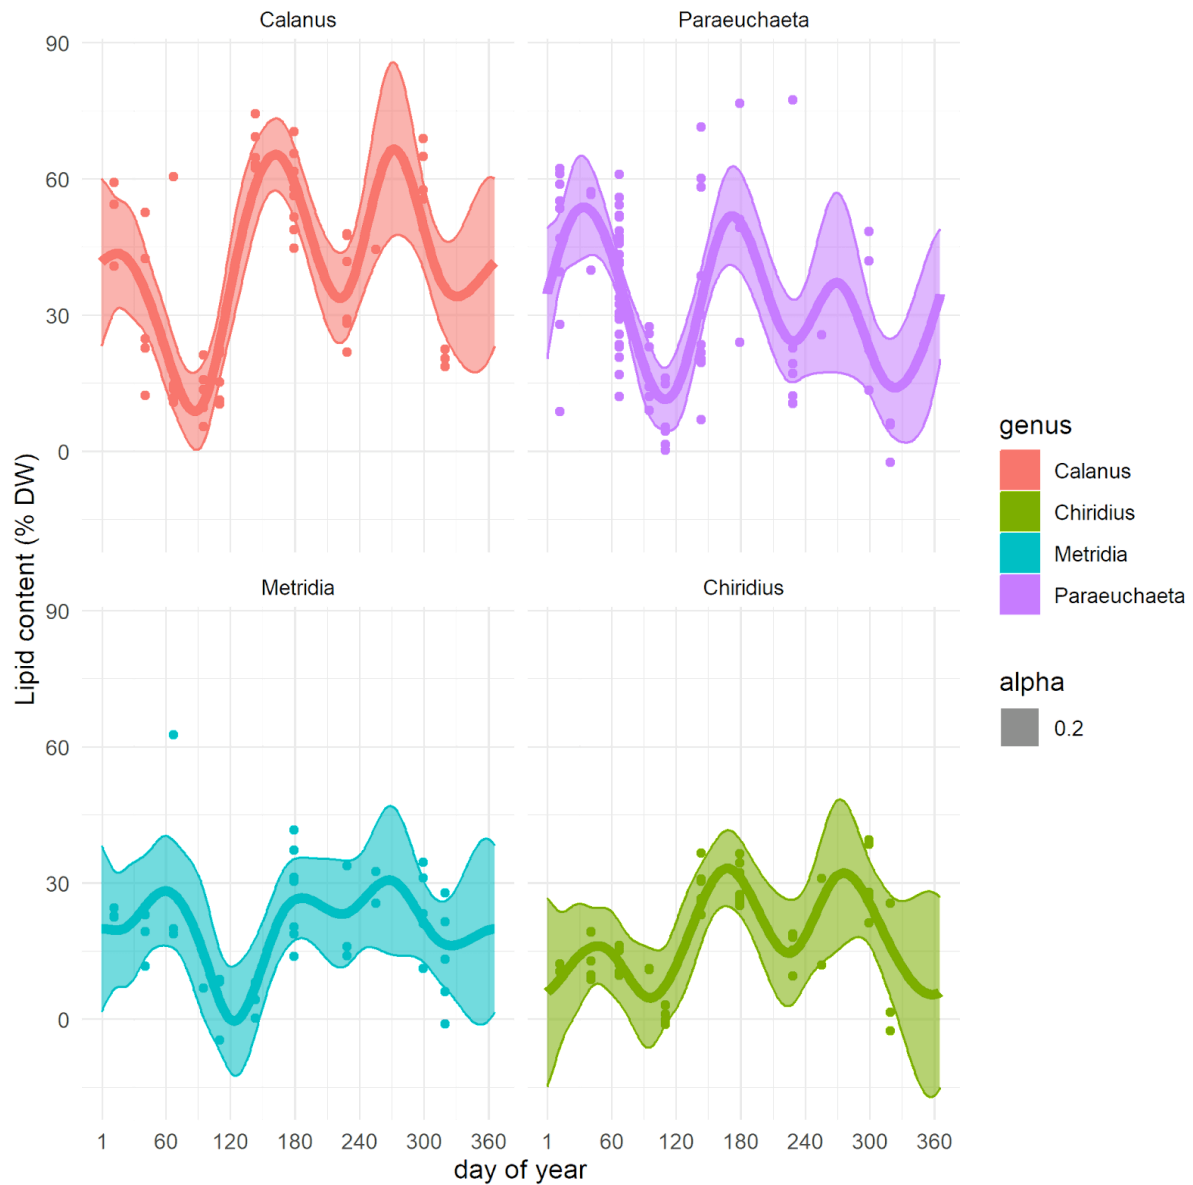 Calanus
Paraeuchaeta
90
60
30
0
Metridia
Chiridius
90
60
30
0
1 60 120 180 240 300 360
1 60 120 180 240 300 360
day of year
Lipid content (% DW)
genus
Calanus
Chiridius
Metridia
Paraeuchaeta
alpha
0.2